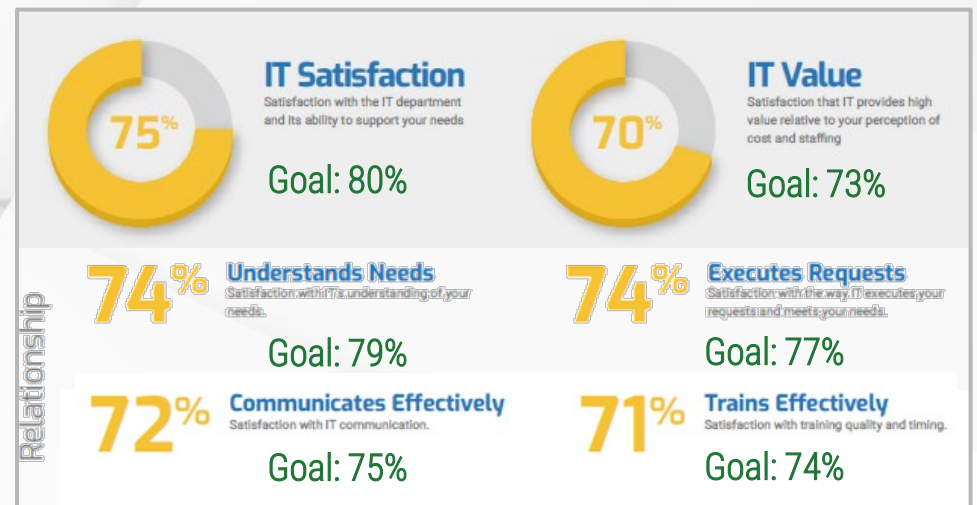 75%
IT Satisfaction
Satisfaction with the IT department
and its ability to support your needs
Goal: 80%
70%
IT Value
Satisfaction that IT provides high
value relative to your perception of
cost and staffing
Goal: 73%
Relationship
74%
Understands Needs
Satisfaction with IT's understanding of your
needs.
Goal: 79%
74%
Executes Requests
Satisfaction with the way IT executes your
requests and meets your needs.
Goal: 77%
72%
Communicates Effectively
Satisfaction with IT communication.
Goal: 75%
71%
Trains Effectively
Satisfaction with training quality and timing.
Goal: 74%